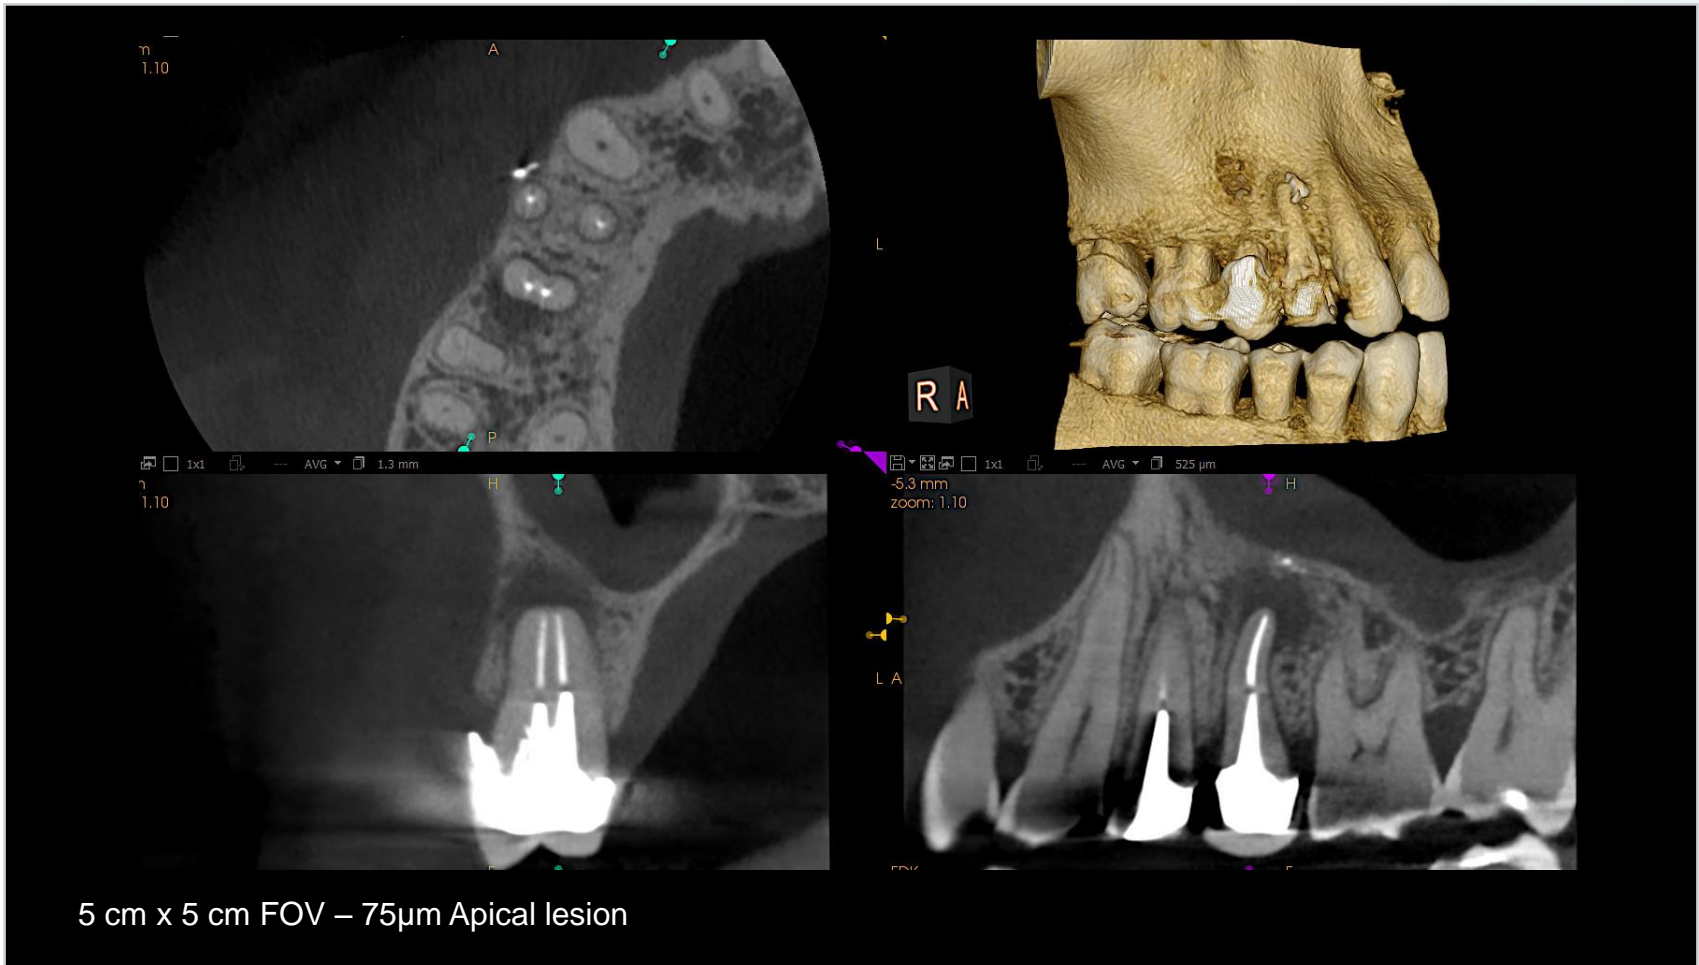 m
1.10
A
L
R A
P
1x1 --- AVG 1.3 mm
1x1 --- AVG 525 µm
1.10
H
-5.3 mm
zoom: 1.10
H
L A
5 cm x 5 cm FOV – 75µm Apical lesion